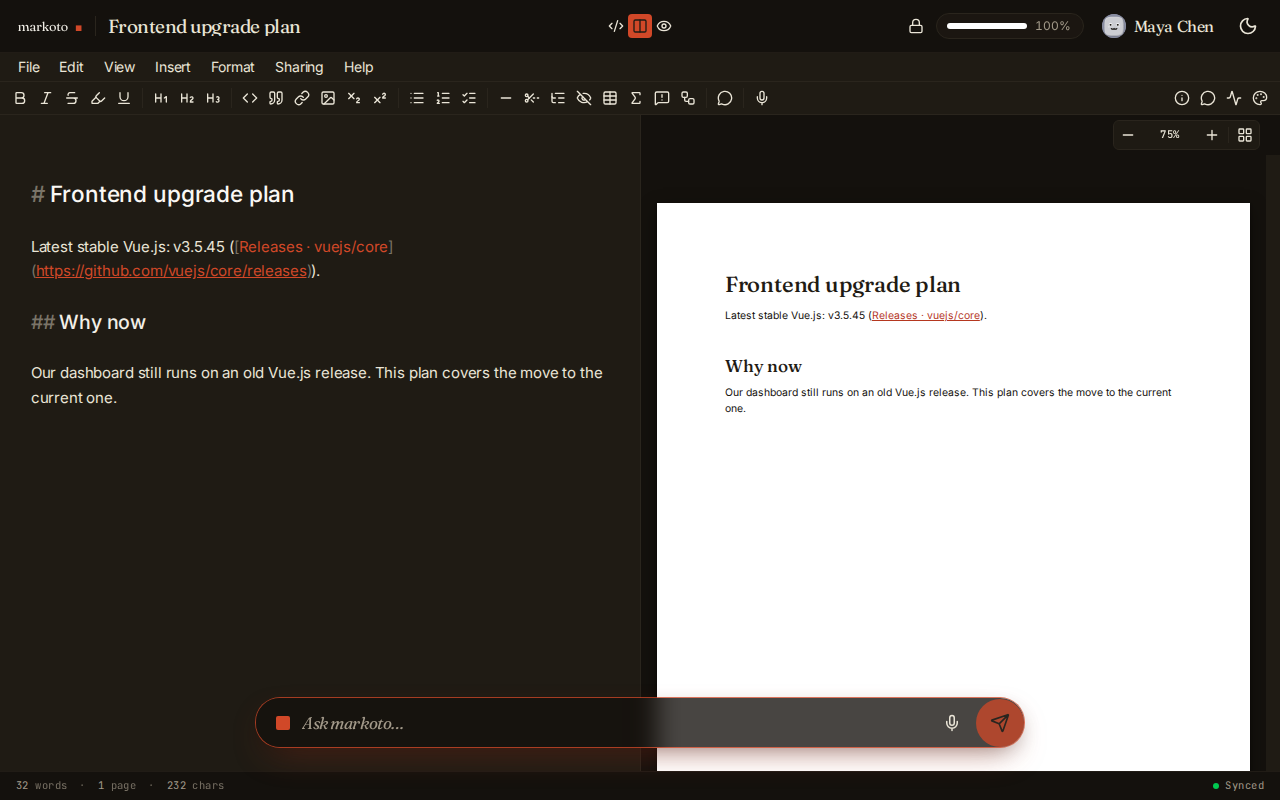 markoto
Frontend upgrade plan
100%
Maya Chen
File Edit View Insert Format Sharing Help
H1 H2 H3
75%
# Frontend upgrade plan
Latest stable Vue.js: v3.5.45 ([Releases · vuejs/core]
(https://github.com/vuejs/core/releases)).
## Why now
Our dashboard still runs on an old Vue.js release. This plan covers the move to the
current one.
Frontend upgrade plan
Latest stable Vue.js: v3.5.45 (Releases · vuejs/core).
Why now
Our dashboard still runs on an old Vue.js release. This plan covers the move to the current
one.
Ask markoto...
32 words · 1 page · 232 chars
Synced